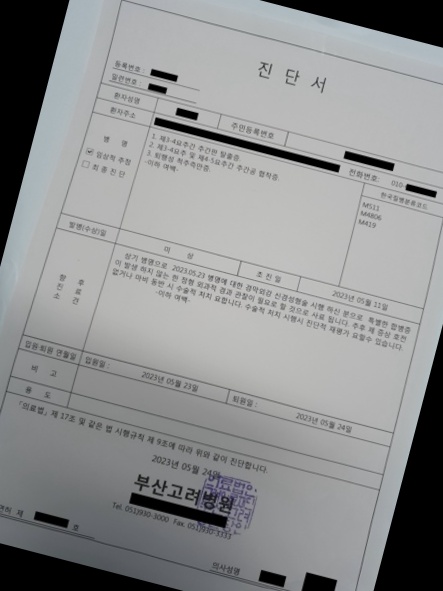 진 단 서
등록번호 :
일련번호 :
환자성명
주민등록번호
환자주소
전화번호 : 010-
병 명
☑ 임상적 추정
☐ 최 종 진 단
1. 제3-4요추간 추간판 탈출증.
2. 제3-4요추 및 제4-5요추간 추간공 협착증.
3. 퇴행성 척추측만증.
-이하 여백-
한국질병분류코드
M511
M4806
M419
발병(수상)일
미 상
초 진 일
2023년 05월 11일
향 후 진 료 소 견
상기 병명으로 2023.05.23 병명에 대한 경막외강 신경성형술 시행 하신 분으로 특별한 합병증
이 발생 하지 않는 한 정형 외과적 경과 관찰이 필요로 할 것으로 사료 됩니다. 추후 제 증상 호전
없거나 마비 동반 시 수술적 처치 요합니다. 수술적 처치 시행시 진단적 재평가 요할수 있습니다.
-이하 여백-
입원·퇴원 연월일
입원일 :
2023년 05월 23일
퇴원일 :
2023년 05월 24일
비 고
용 도
「의료법」 제 17조 및 같은 법 시행규칙 제 9조에 따라 위와 같이 진단합니다.
2023년 05월 24일
부산고려병원
Tel. 051)930-3000 Fax. 051)930-3333
면허 제 호
의사성명